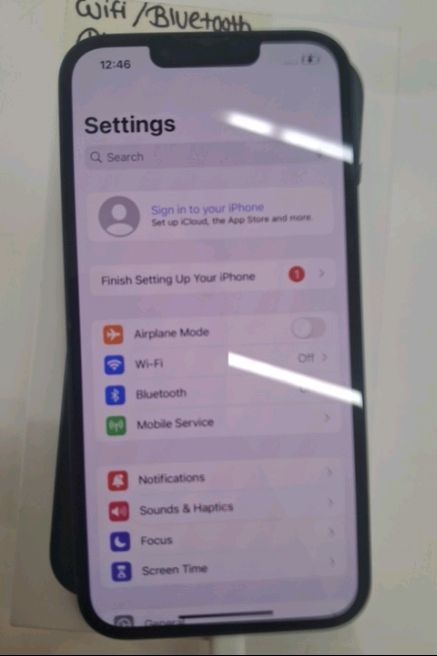 Wifi / Bluetooth
12:46
Settings
Search
Sign in to your iPhone
Set up iCloud, the App Store and more.
Finish Setting Up Your iPhone 1
Airplane Mode
Wi-Fi Off
Bluetooth
Mobile Service
Notifications
Sounds & Haptics
Focus
Screen Time
General